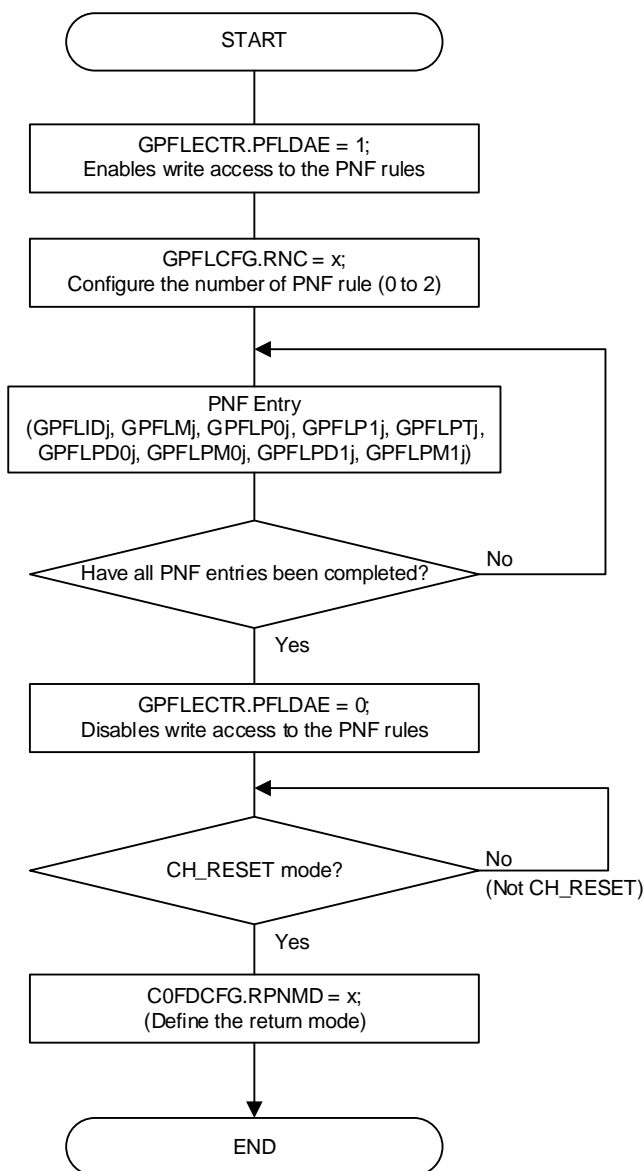 START
GPFLECTR.PFLDAE = 1;
Enables write access to the PNF rules
GPFLCFG.RNC = x;
Configure the number of PNF rule (0 to 2)
PNF Entry
(GPFLIDj, GPFLMj, GPFLP0j, GPFLP1j, GPFLPTj,
GPFLPD0j, GPFLPM0j, GPFLPD1j, GPFLPM1j)
Have all PNF entries been completed?
No
Yes
GPFLECTR.PFLDAE = 0;
Disables write access to the PNF rules
CH_RESET mode?
No
(Not CH_RESET)
Yes
C0FDCFG.RPNMD = x;
(Define the return mode)
END